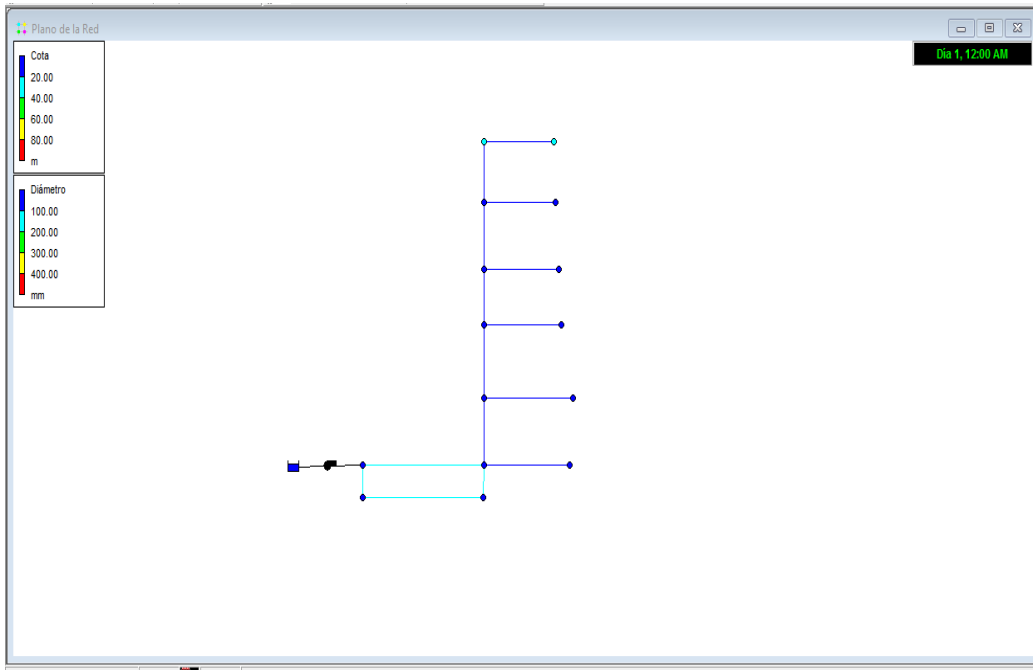 Plano de la Red
Día 1, 12:00 AM
Cota
20.00
40.00
60.00
80.00
m
Diámetro
100.00
200.00
300.00
400.00
mm